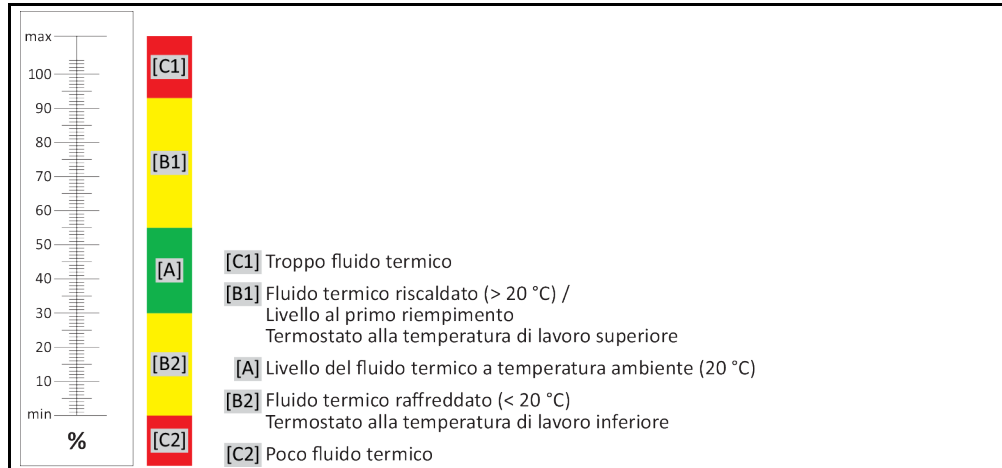 max
100
90
80
70
60
50
40
30
20
10
min
%
[C1]
[B1]
[A]
[B2]
[C2]
[C1] Troppo fluido termico
[B1] Fluido termico riscaldato (> 20 °C) /
Livello al primo riempimento
Termostato alla temperatura di lavoro superiore
[A] Livello del fluido termico a temperatura ambiente (20 °C)
[B2] Fluido termico raffreddato (< 20 °C)
Termostato alla temperatura di lavoro inferiore
[C2] Poco fluido termico